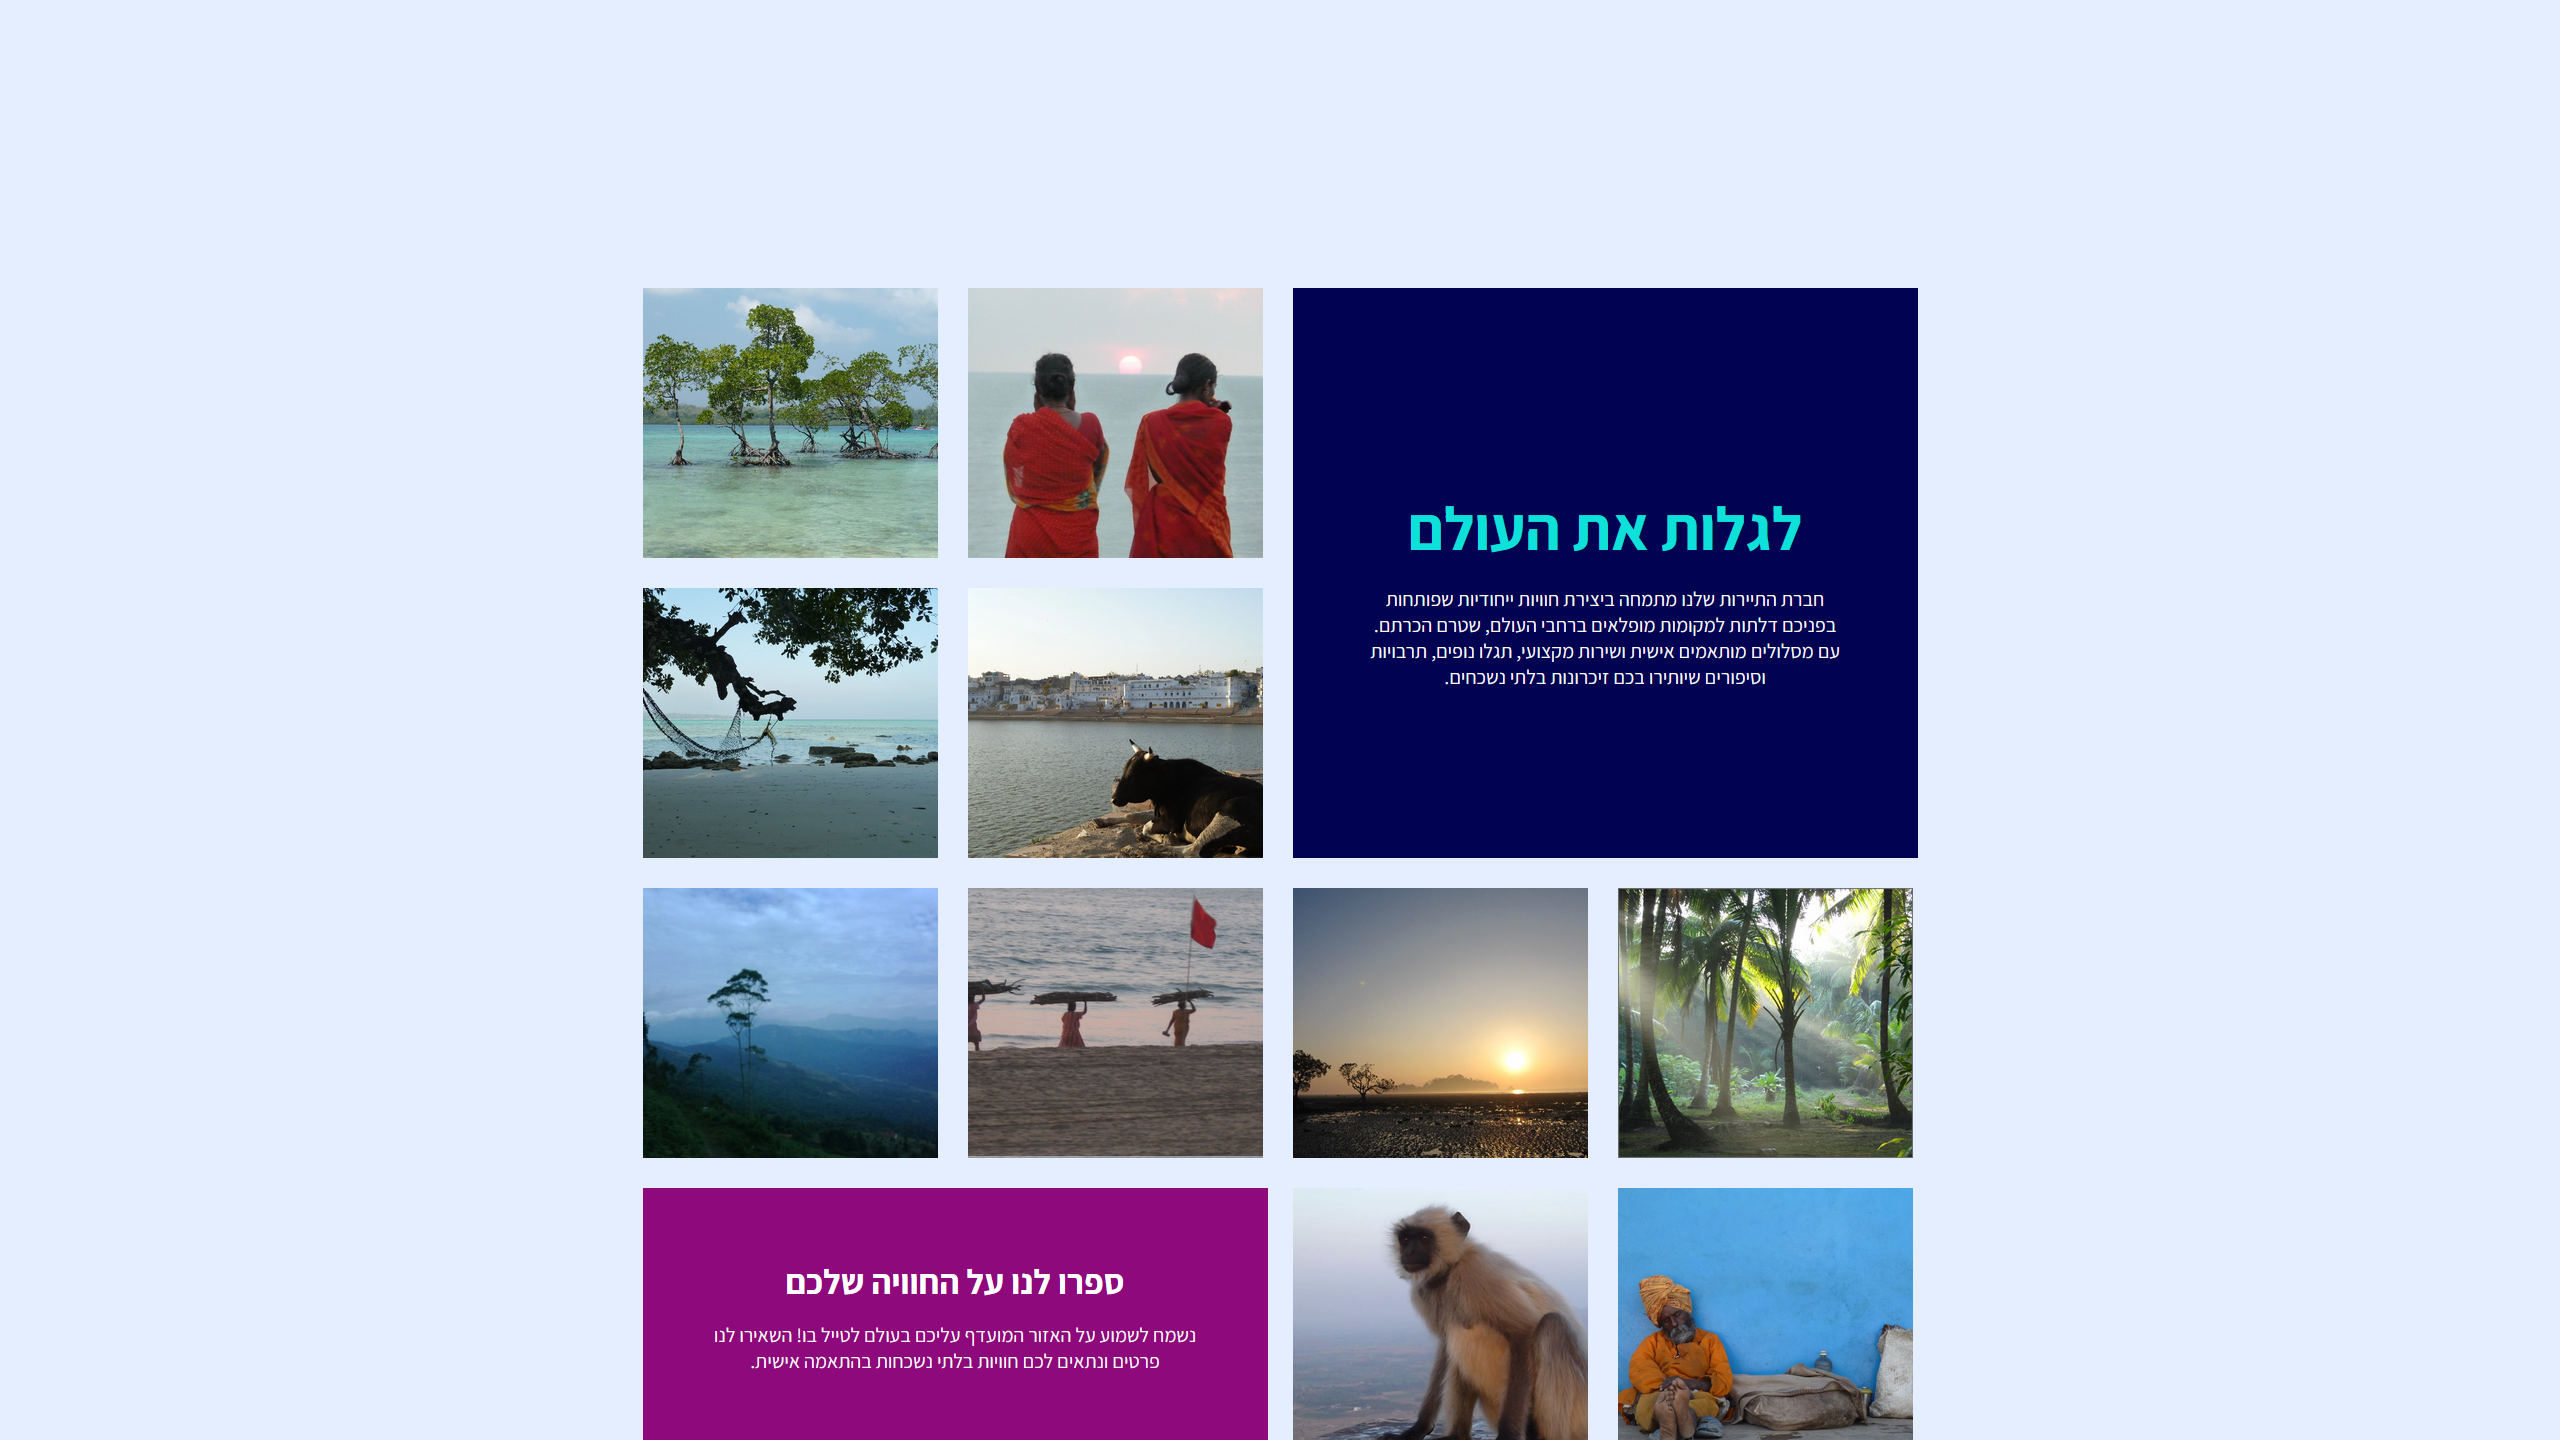 לגלות את העולם
חברת התיירות שלנו מתמחה ביצירת חוויות ייחודיות שפותחות
בפניכם דלתות למקומות מופלאים ברחבי העולם, שטרם הכרתם.
עם מסלולים מותאמים אישית ושירות מקצועי, תגלו נופים, תרבויות
וסיפורים שיותירו בכם זיכרונות בלתי נשכחים.
ספרו לנו על החוויה שלכם
נשמח לשמוע על האזור המועדף עליכם בעולם לטייל בו! השאירו לנו
פרטים ונתאים לכם חוויות בלתי נשכחות בהתאמה אישית.